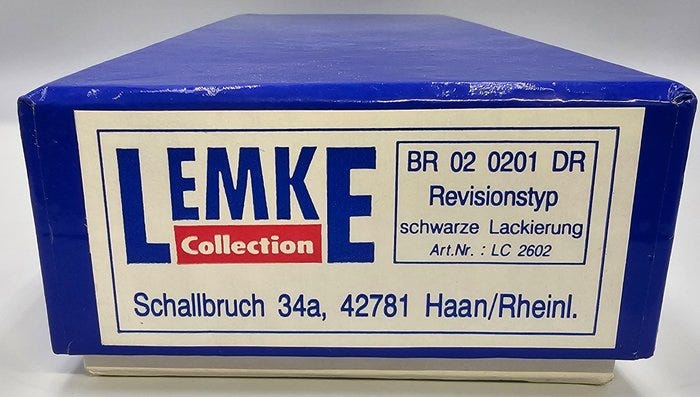 LEMKE
Collection
BR 02 0201 DR
Revisionstyp
schwarze Lackierung
Art.Nr. : LC 2602
Schallbruch 34a, 42781 Haan/Rheinl.